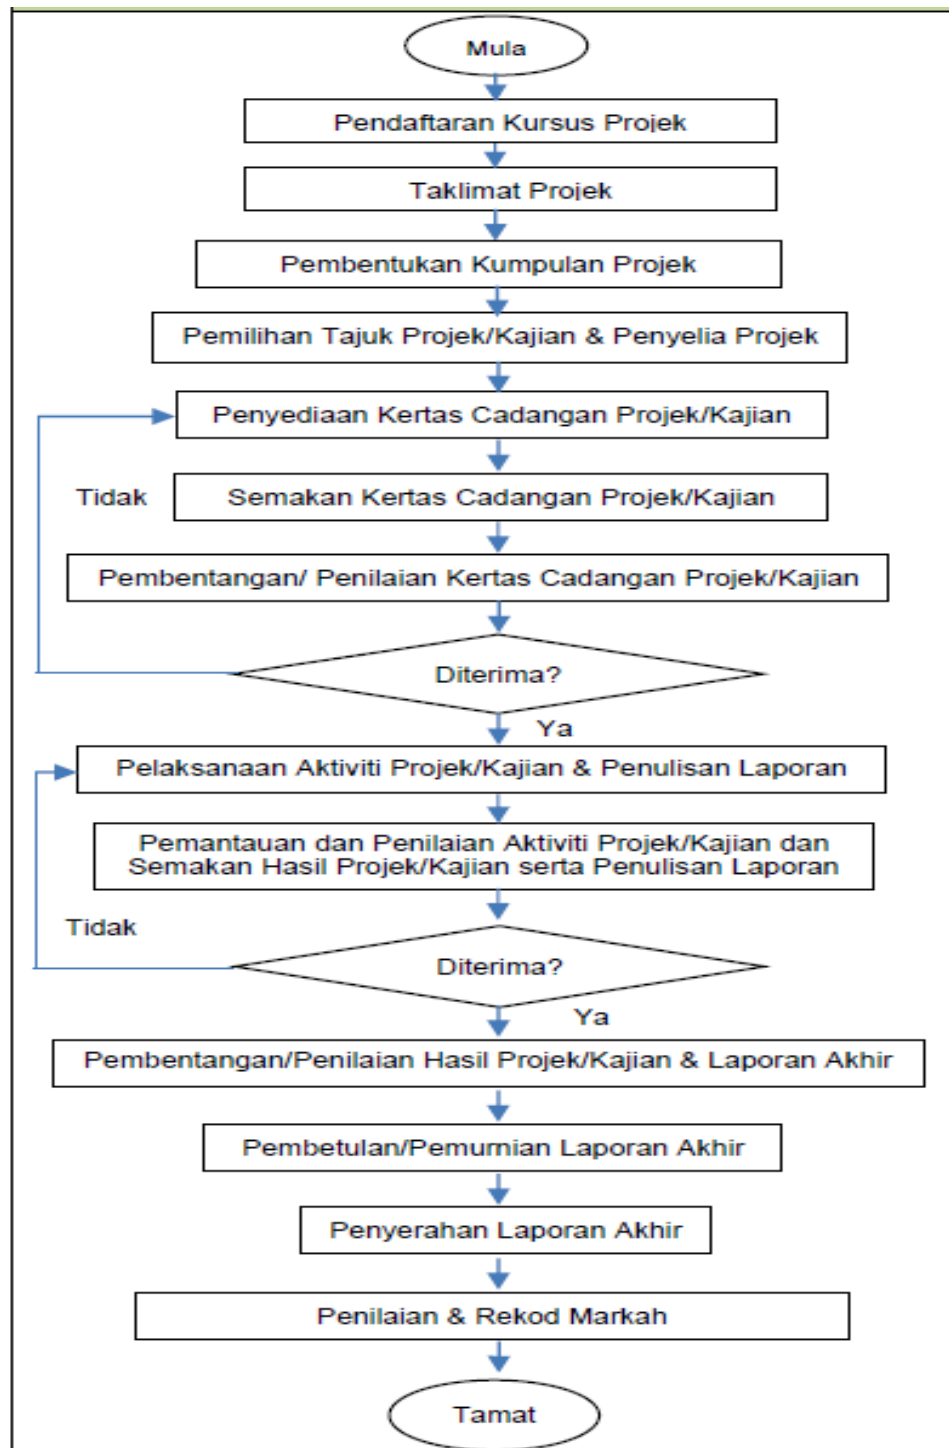 Mula
Pendaftaran Kursus Projek
Taklimat Projek
Pembentukan Kumpulan Projek
Pemilihan Tajuk Projek/Kajian & Penyelia Projek
Penyediaan Kertas Cadangan Projek/Kajian
Tidak
Semakan Kertas Cadangan Projek/Kajian
Pembentangan/ Penilaian Kertas Cadangan Projek/Kajian
Diterima?
Ya
Pelaksanaan Aktiviti Projek/Kajian & Penulisan Laporan
Pemantauan dan Penilaian Aktiviti Projek/Kajian dan
Semakan Hasil Projek/Kajian serta Penulisan Laporan
Tidak
Diterima?
Ya
Pembentangan/Penilaian Hasil Projek/Kajian & Laporan Akhir
Pembetulan/Pemurnian Laporan Akhir
Penyerahan Laporan Akhir
Penilaian & Rekod Markah
Tamat